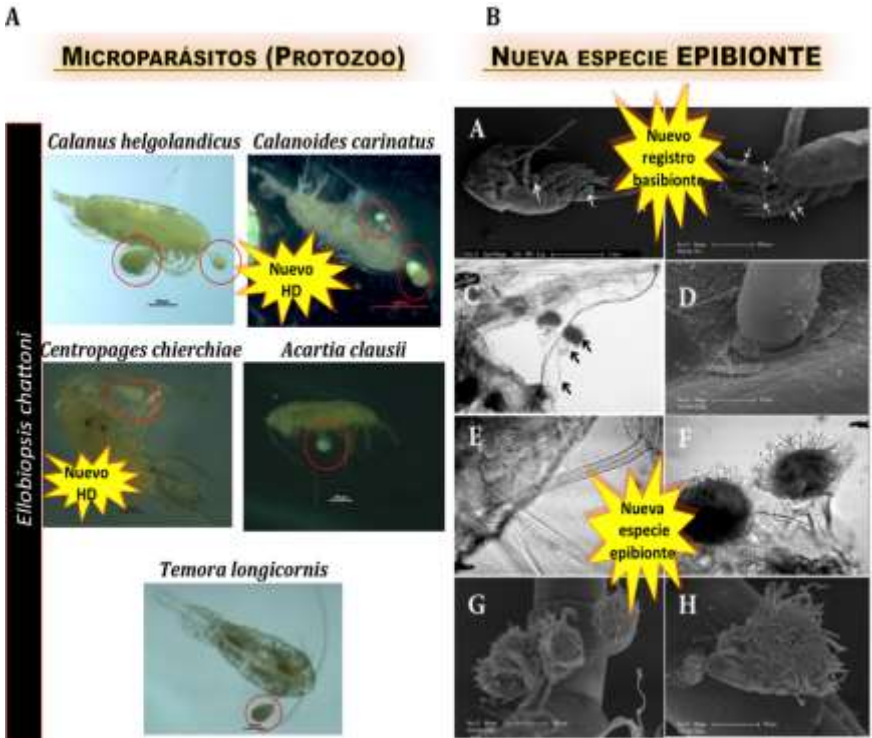 A
MICROPARÁSITOS (PROTOZOO)
Ellobiopsis chattoni
Calanus helgolandicus
Calanoides carinatus
Nuevo
HD
Centropages chierchiae
Acartia clausii
Nuevo
HD
Temora longicornis
B
NUEVA ESPECIE EPIBIONTE
A
Nuevo
registro
basibionte
C
D
E
F
Nueva
especie
epibionte
G
H